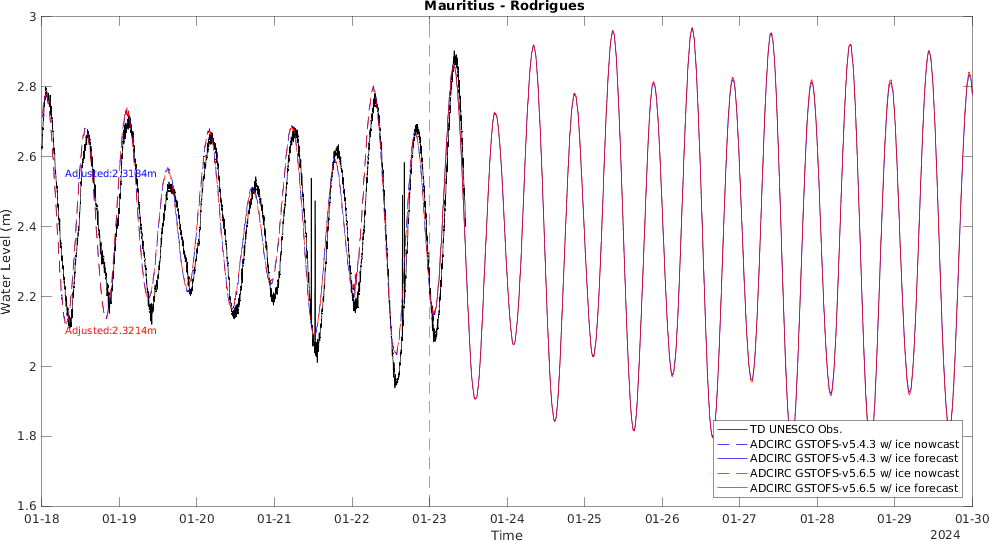 Mauritius - Rodrigues
3
2.8
2.6
2.4
2.2
2
1.8
1.6
Water Level (m)
Adjusted:2.3184m
Adjusted:2.3214m
TD UNESCO Obs.
ADCIRC GSTOFS-v5.4.3 w/ ice nowcast
ADCIRC GSTOFS-v5.4.3 w/ ice forecast
ADCIRC GSTOFS-v5.6.5 w/ ice nowcast
ADCIRC GSTOFS-v5.6.5 w/ ice forecast
01-18 01-19 01-20 01-21 01-22 01-23 01-24 01-25 01-26 01-27 01-28 01-29 01-30
Time
2024